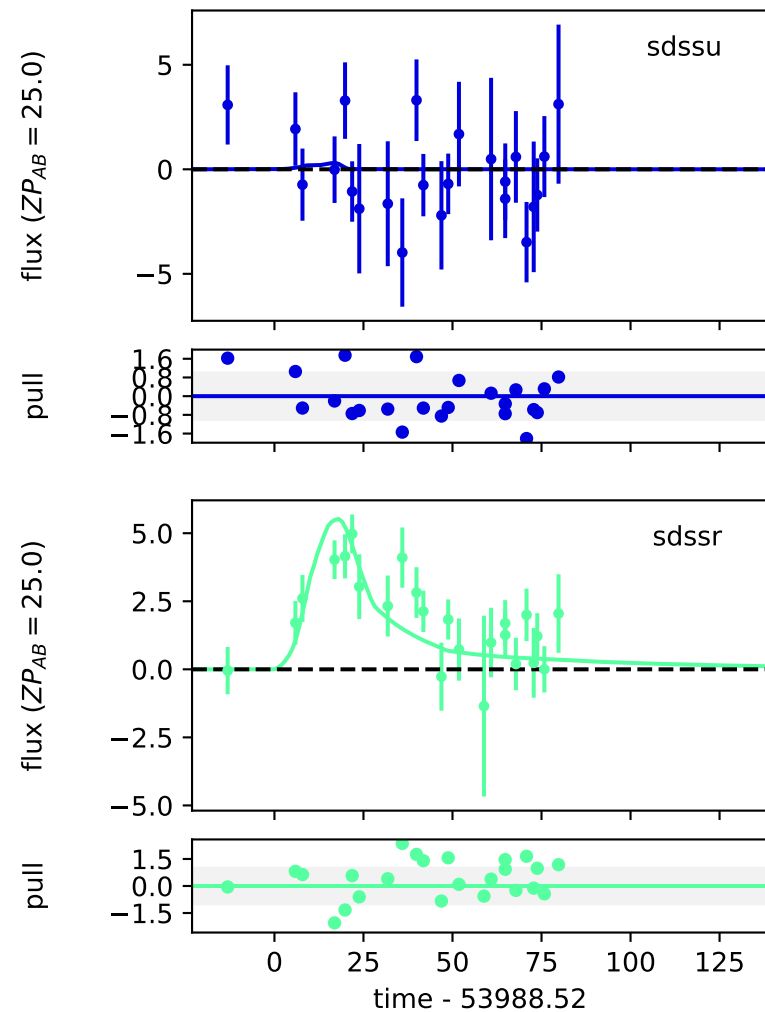 sdssu
flux (ZP_AB = 25.0)
5
0
−5
pull
1.6
0.8
0.0
−0.8
−1.6
sdssr
flux (ZP_AB = 25.0)
5.0
2.5
0.0
−2.5
−5.0
pull
1.5
0.0
−1.5
0 25 50 75 100 125
time - 53988.52